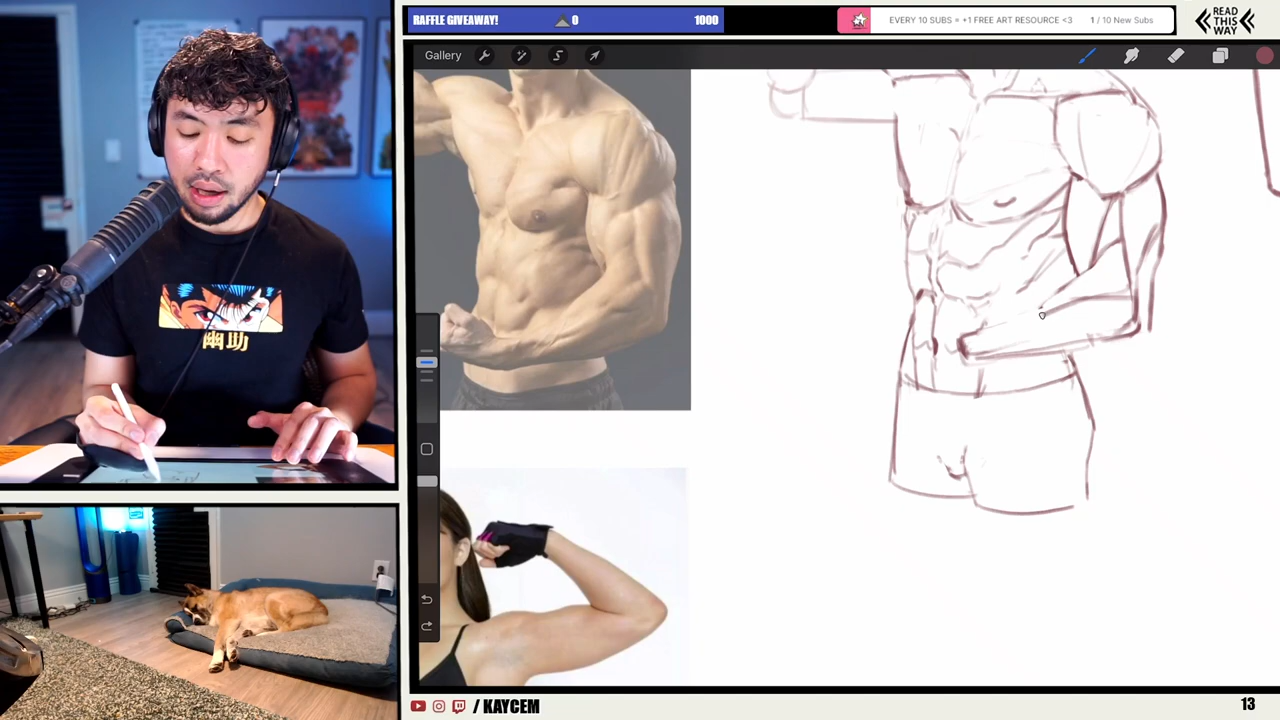 RAFFLE GIVEAWAY! 0 1000
EVERY 10 SUBS = +1 FREE ART RESOURCE <3 1 / 10 New Subs
READ
THIS
WAY
Gallery
幽助
/ KAYCEM
13